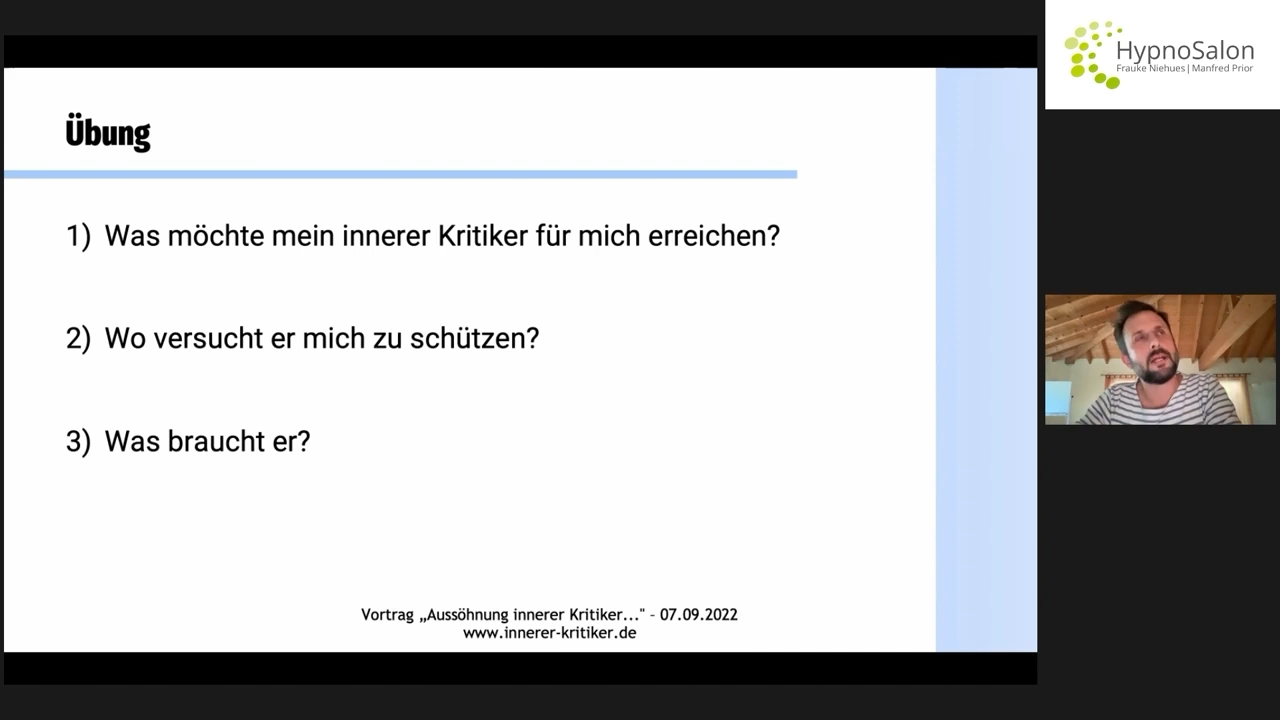 HypnoSalon
Frauke Niehues | Manfred Prior
Übung
1) Was möchte mein innerer Kritiker für mich erreichen?
2) Wo versucht er mich zu schützen?
3) Was braucht er?
Vortrag „Aussöhnung innerer Kritiker..." - 07.09.2022
www.innerer-kritiker.de